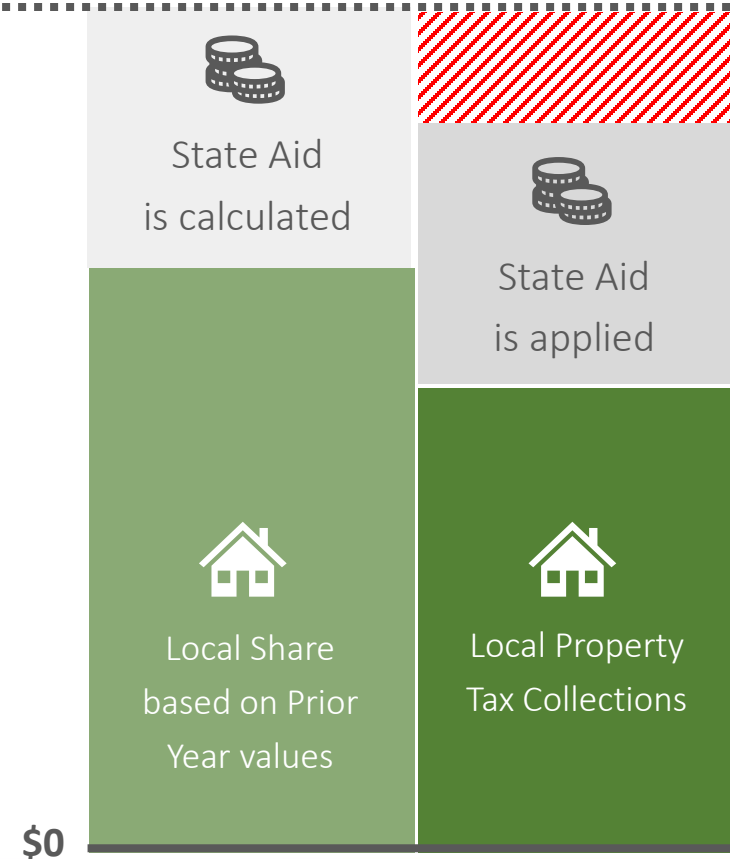 State Aid
is calculated
State Aid
is applied
Local Share
based on Prior
Year values
Local Property
Tax Collections
$0